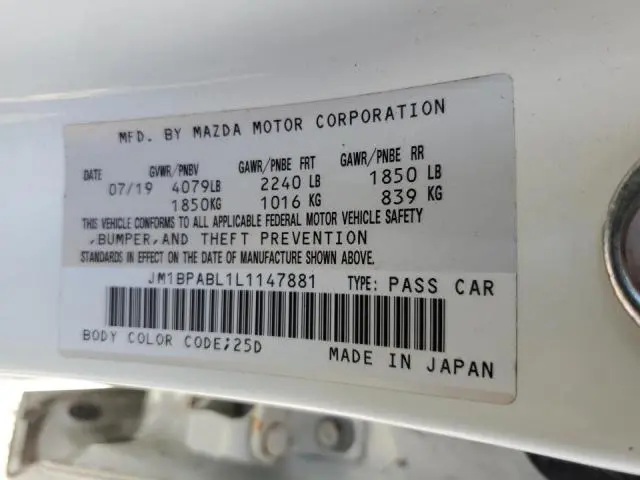 MFD. BY MAZDA MOTOR CORPORATION
DATE GVWR/PNBV GAWR/PNBE FRT GAWR/PNBE RR
07/19 4079LB 2240 LB 1850 LB
1850KG 1016 KG 839 KG
THIS VEHICLE CONFORMS TO ALL APPLICABLE FEDERAL MOTOR VEHICLE SAFETY
,BUMPER,AND THEFT PREVENTION
STANDARDS IN EFFECT ON THE DATE OF MANUFACTURE SHOWN ABOVE.
JM1BPABL1L1147881 TYPE: PASS CAR
BODY COLOR CODE;25D MADE IN JAPAN